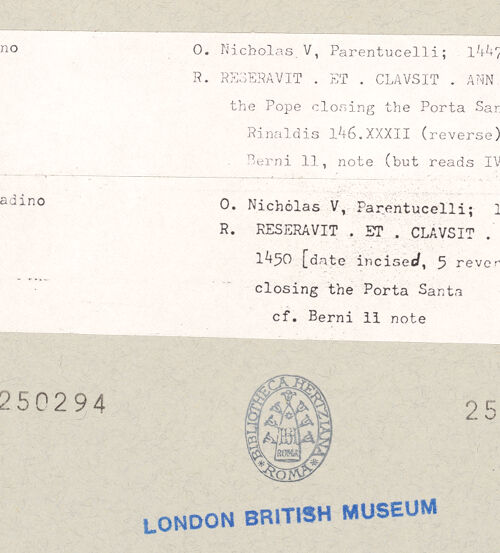 no
O. Nicholas V, Parentucelli; 1447
R. RESERAVIT . ET . CLAVSIT . ANN
the Pope closing the Porta San
Rinaldis 146.XXXII (reverse)
Berni 11, note (but reads IV
adino
O. Nicholas V, Parentucelli; 1
R. RESERAVIT . ET . CLAVSIT .
1450 [date incised, 5 rever
closing the Porta Santa
cf. Berni 11 note
250294
25
BIBLIOTHECA HERTZIANA
ROMA
ROMA
LONDON BRITISH MUSEUM